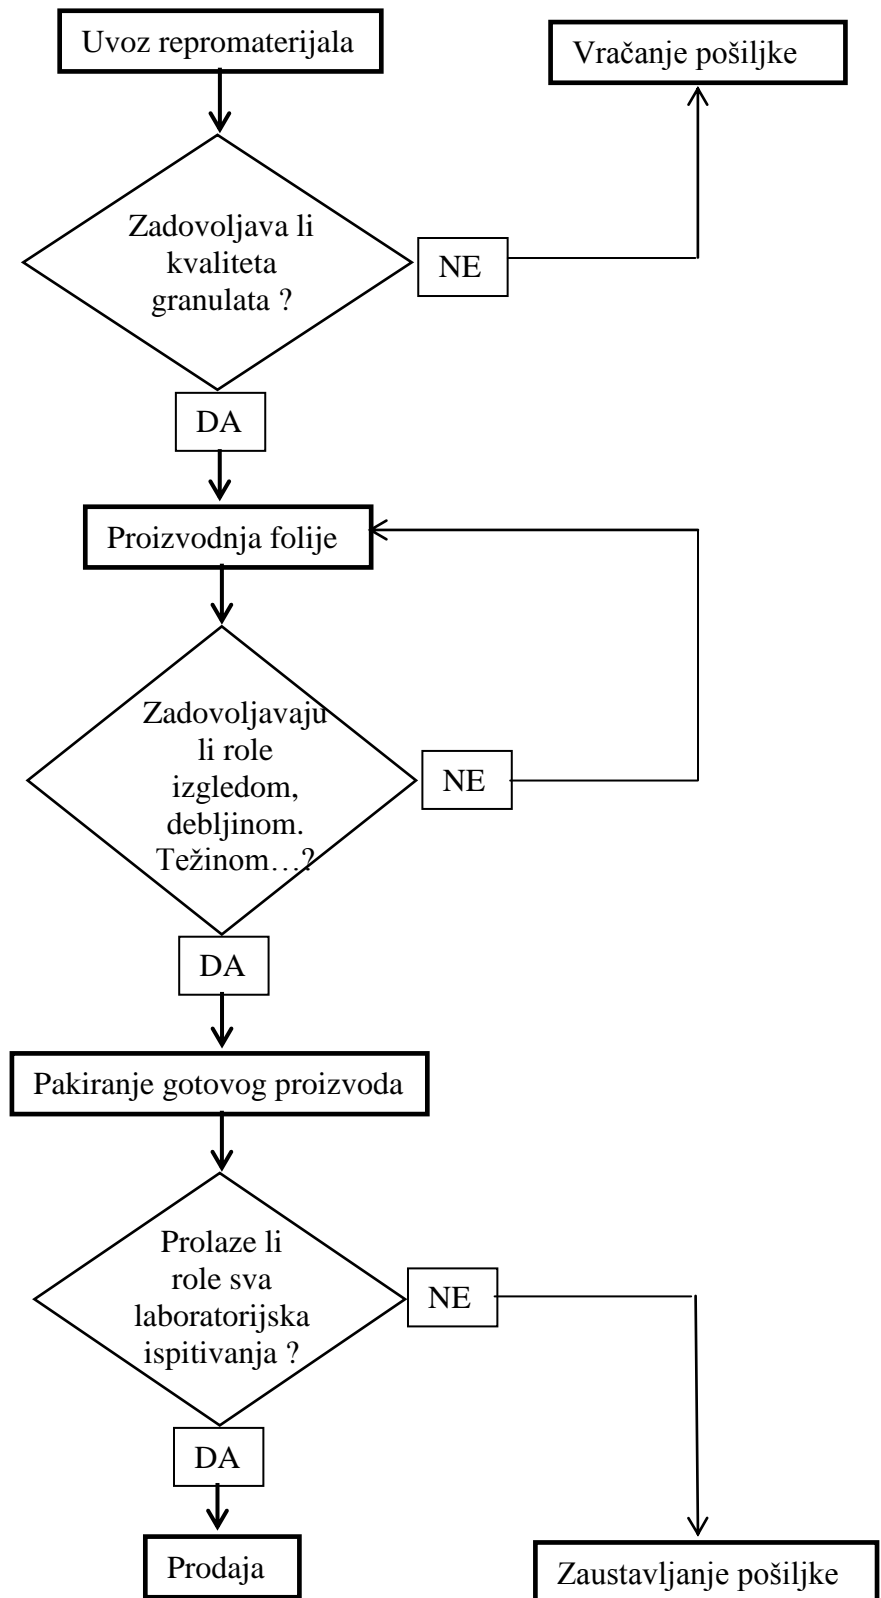 Uvoz repromaterijala
Vračanje pošiljke
Zadovoljava li
kvaliteta
granulata ?
NE
DA
Proizvodnja folije
Zadovoljavaju
li role
izgledom,
debljinom.
Težinom…?
NE
DA
Pakiranje gotovog proizvoda
Prolaze li
role sva
laboratorijska
ispitivanja ?
NE
DA
Prodaja
Zaustavljanje pošiljke